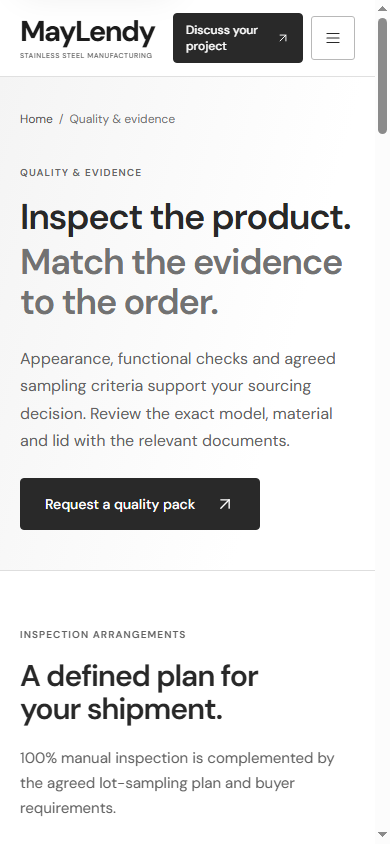 MayLendy
STAINLESS STEEL MANUFACTURING
Discuss your
project
Home / Quality & evidence
QUALITY & EVIDENCE
Inspect the product.
Match the evidence
to the order.
Appearance, functional checks and agreed
sampling criteria support your sourcing
decision. Review the exact model, material
and lid with the relevant documents.
Request a quality pack
INSPECTION ARRANGEMENTS
A defined plan for
your shipment.
100% manual inspection is complemented by
the agreed lot-sampling plan and buyer
requirements.